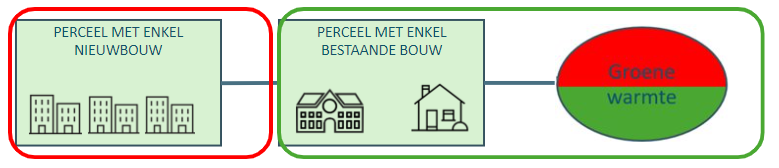 PERCEEL MET ENKEL
NIEUWBOUW
PERCEEL MET ENKEL
BESTAANDE BOUW
Groene
warmte